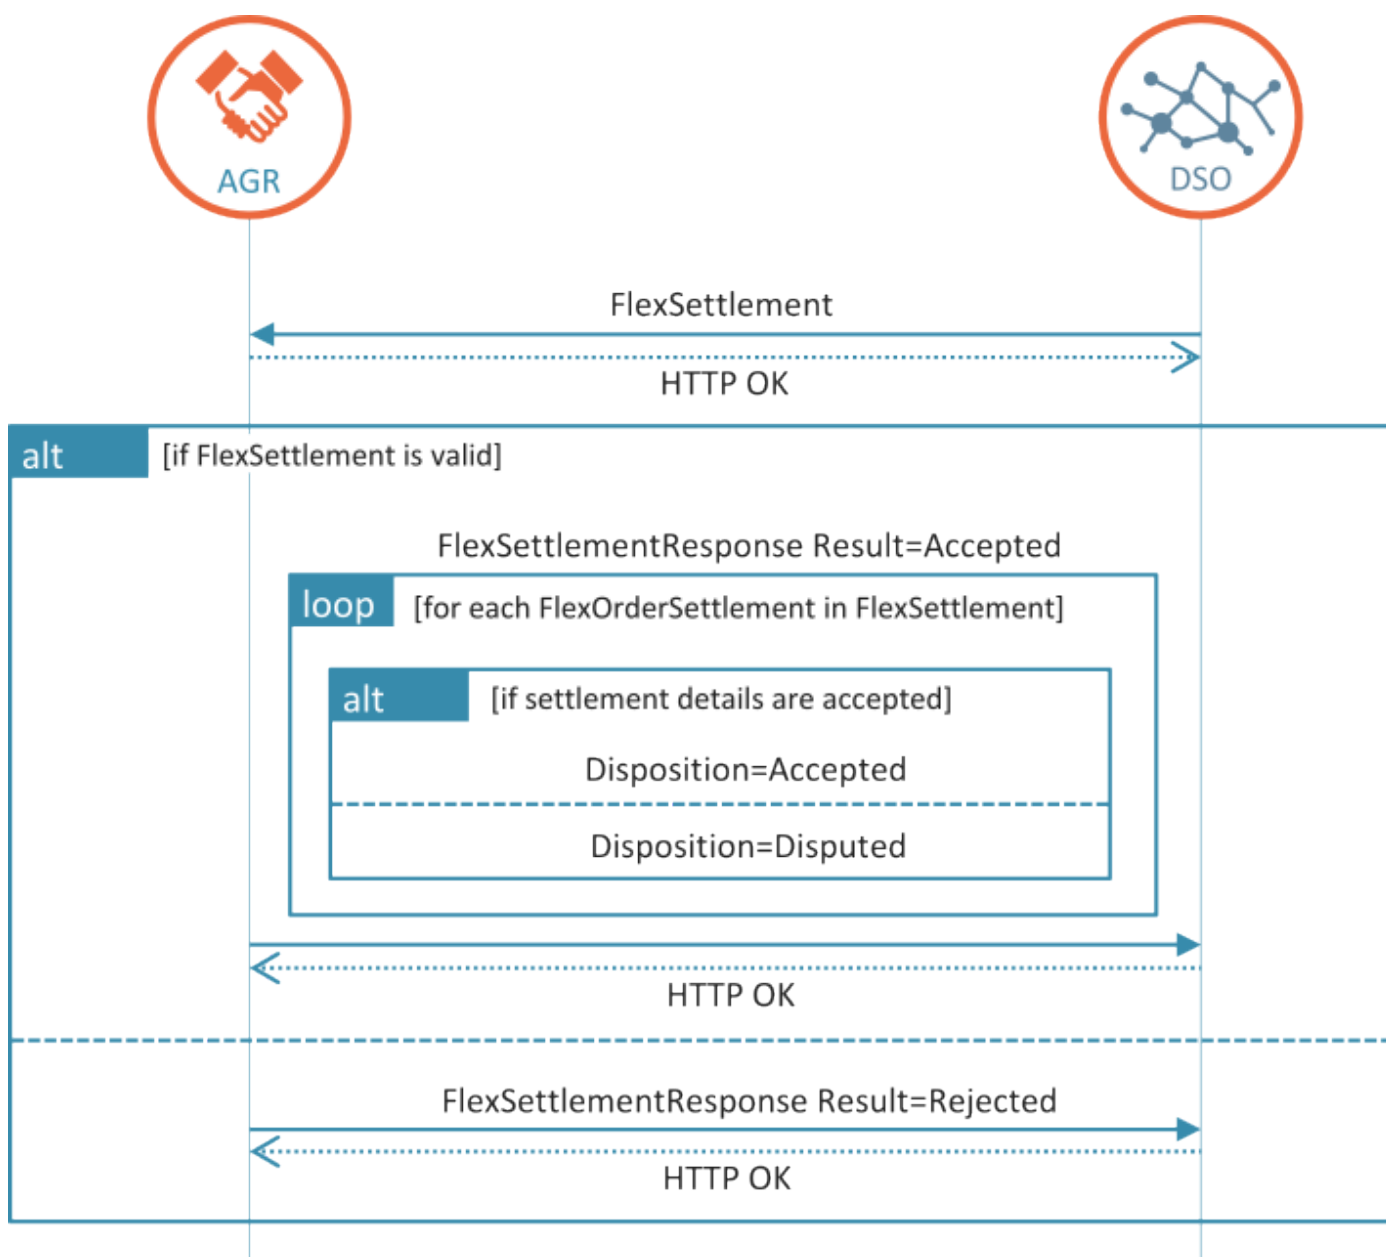 AGR
DSO
FlexSettlement
HTTP OK
alt [if FlexSettlement is valid]
FlexSettlementResponse Result=Accepted
loop [for each FlexOrderSettlement in FlexSettlement]
alt [if settlement details are accepted]
Disposition=Accepted
Disposition=Disputed
HTTP OK
FlexSettlementResponse Result=Rejected
HTTP OK